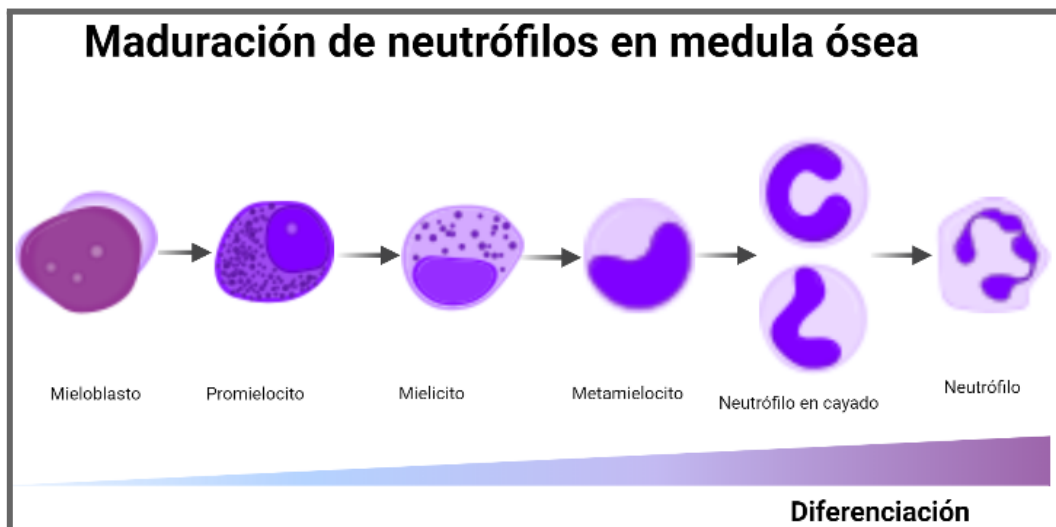 Maduración de neutrófilos en medula ósea
Mieloblasto
Promielocito
Mielicito
Metamielocito
Neutrófilo en cayado
Neutrófilo
Diferenciación